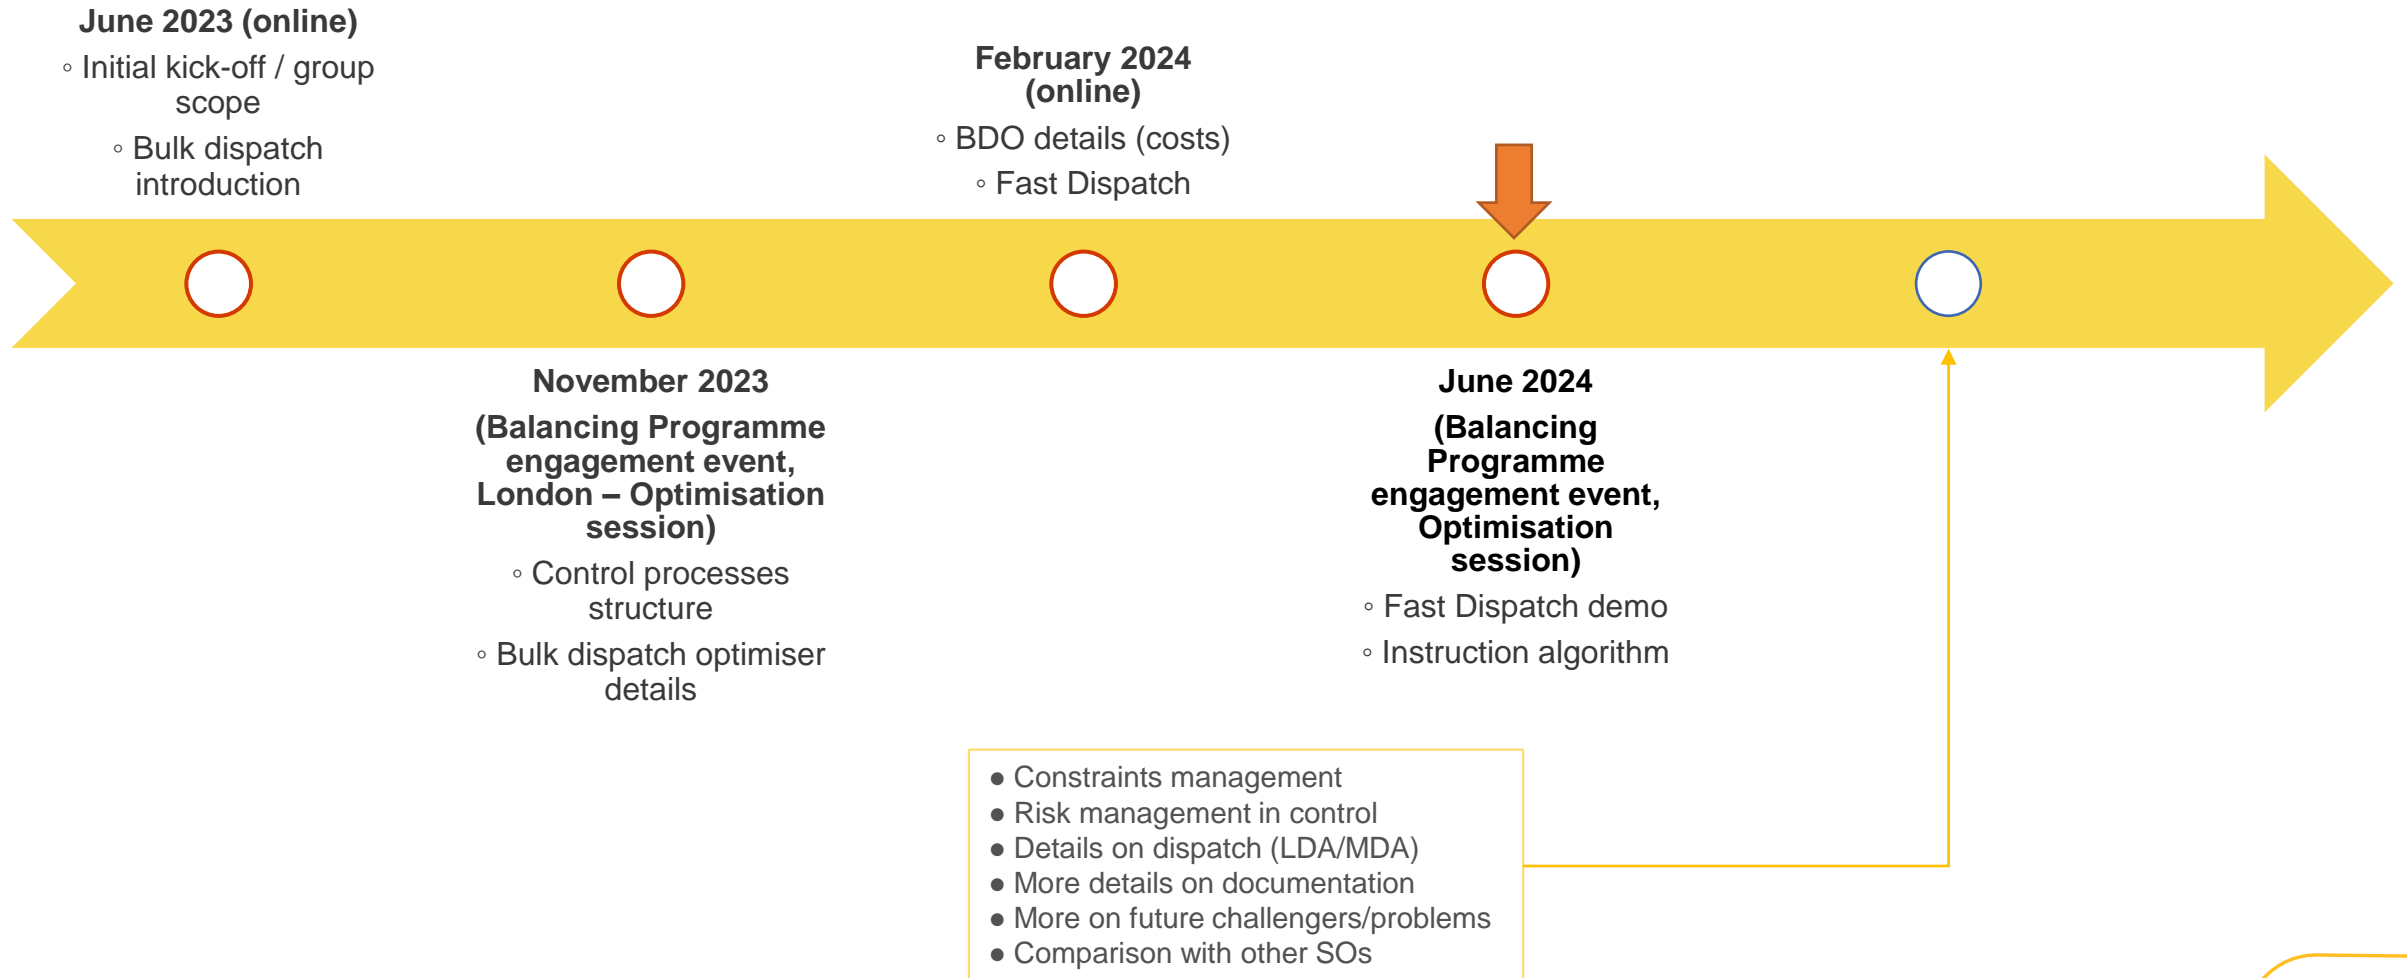 June 2023 (online)
◦ Initial kick-off / group
scope
◦ Bulk dispatch
introduction
November 2023
(Balancing Programme
engagement event,
London – Optimisation
session)
◦ Control processes
structure
◦ Bulk dispatch optimiser
details
February 2024
(online)
◦ BDO details (costs)
◦ Fast Dispatch
June 2024
(Balancing
Programme
engagement event,
Optimisation
session)
◦ Fast Dispatch demo
◦ Instruction algorithm
● Constraints management
● Risk management in control
● Details on dispatch (LDA/MDA)
● More details on documentation
● More on future challengers/problems
● Comparison with other SOs